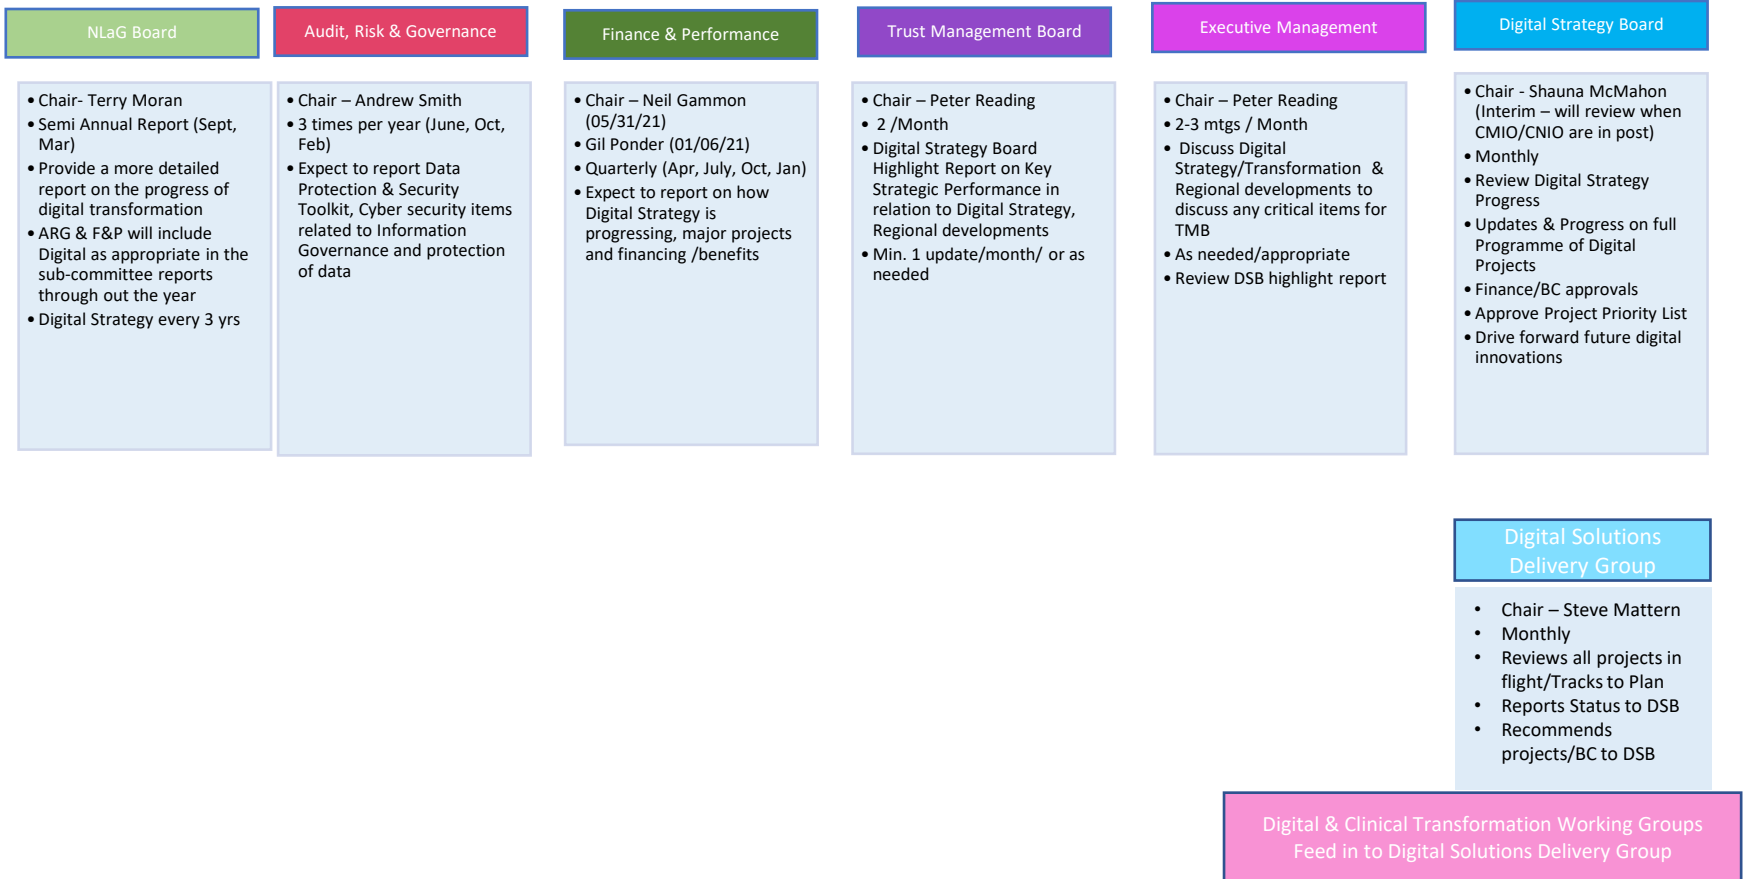 NLaG Board
• Chair- Terry Moran
• Semi Annual Report (Sept,
Mar)
• Provide a more detailed
report on the progress of
digital transformation
• ARG & F&P will include
Digital as appropriate in the
sub-committee reports
through out the year
• Digital Strategy every 3 yrs
Audit, Risk & Governance
• Chair – Andrew Smith
• 3 times per year (June, Oct,
Feb)
• Expect to report Data
Protection & Security
Toolkit, Cyber security items
related to Information
Governance and protection
of data
Finance & Performance
• Chair – Neil Gammon
(05/31/21)
• Gil Ponder (01/06/21)
• Quarterly (Apr, July, Oct, Jan)
• Expect to report on how
Digital Strategy is
progressing, major projects
and financing /benefits
Trust Management Board
• Chair – Peter Reading
• 2 /Month
• Digital Strategy Board
Highlight Report on Key
Strategic Performance in
relation to Digital Strategy,
Regional developments
• Min. 1 update/month/ or as
needed
Executive Management
• Chair – Peter Reading
• 2-3 mtgs / Month
• Discuss Digital
Strategy/Transformation &
Regional developments to
discuss any critical items for
TMB
• As needed/appropriate
• Review DSB highlight report
Digital Strategy Board
• Chair - Shauna McMahon
(Interim – will review when
CMIO/CNIO are in post)
• Monthly
• Review Digital Strategy
Progress
• Updates & Progress on full
Programme of Digital
Projects
• Finance/BC approvals
• Approve Project Priority List
• Drive forward future digital
innovations
Digital Solutions
Delivery Group
• Chair – Steve Mattern
• Monthly
• Reviews all projects in
flight/Tracks to Plan
• Reports Status to DSB
• Recommends
projects/BC to DSB
Digital & Clinical Transformation Working Groups
Feed in to Digital Solutions Delivery Group